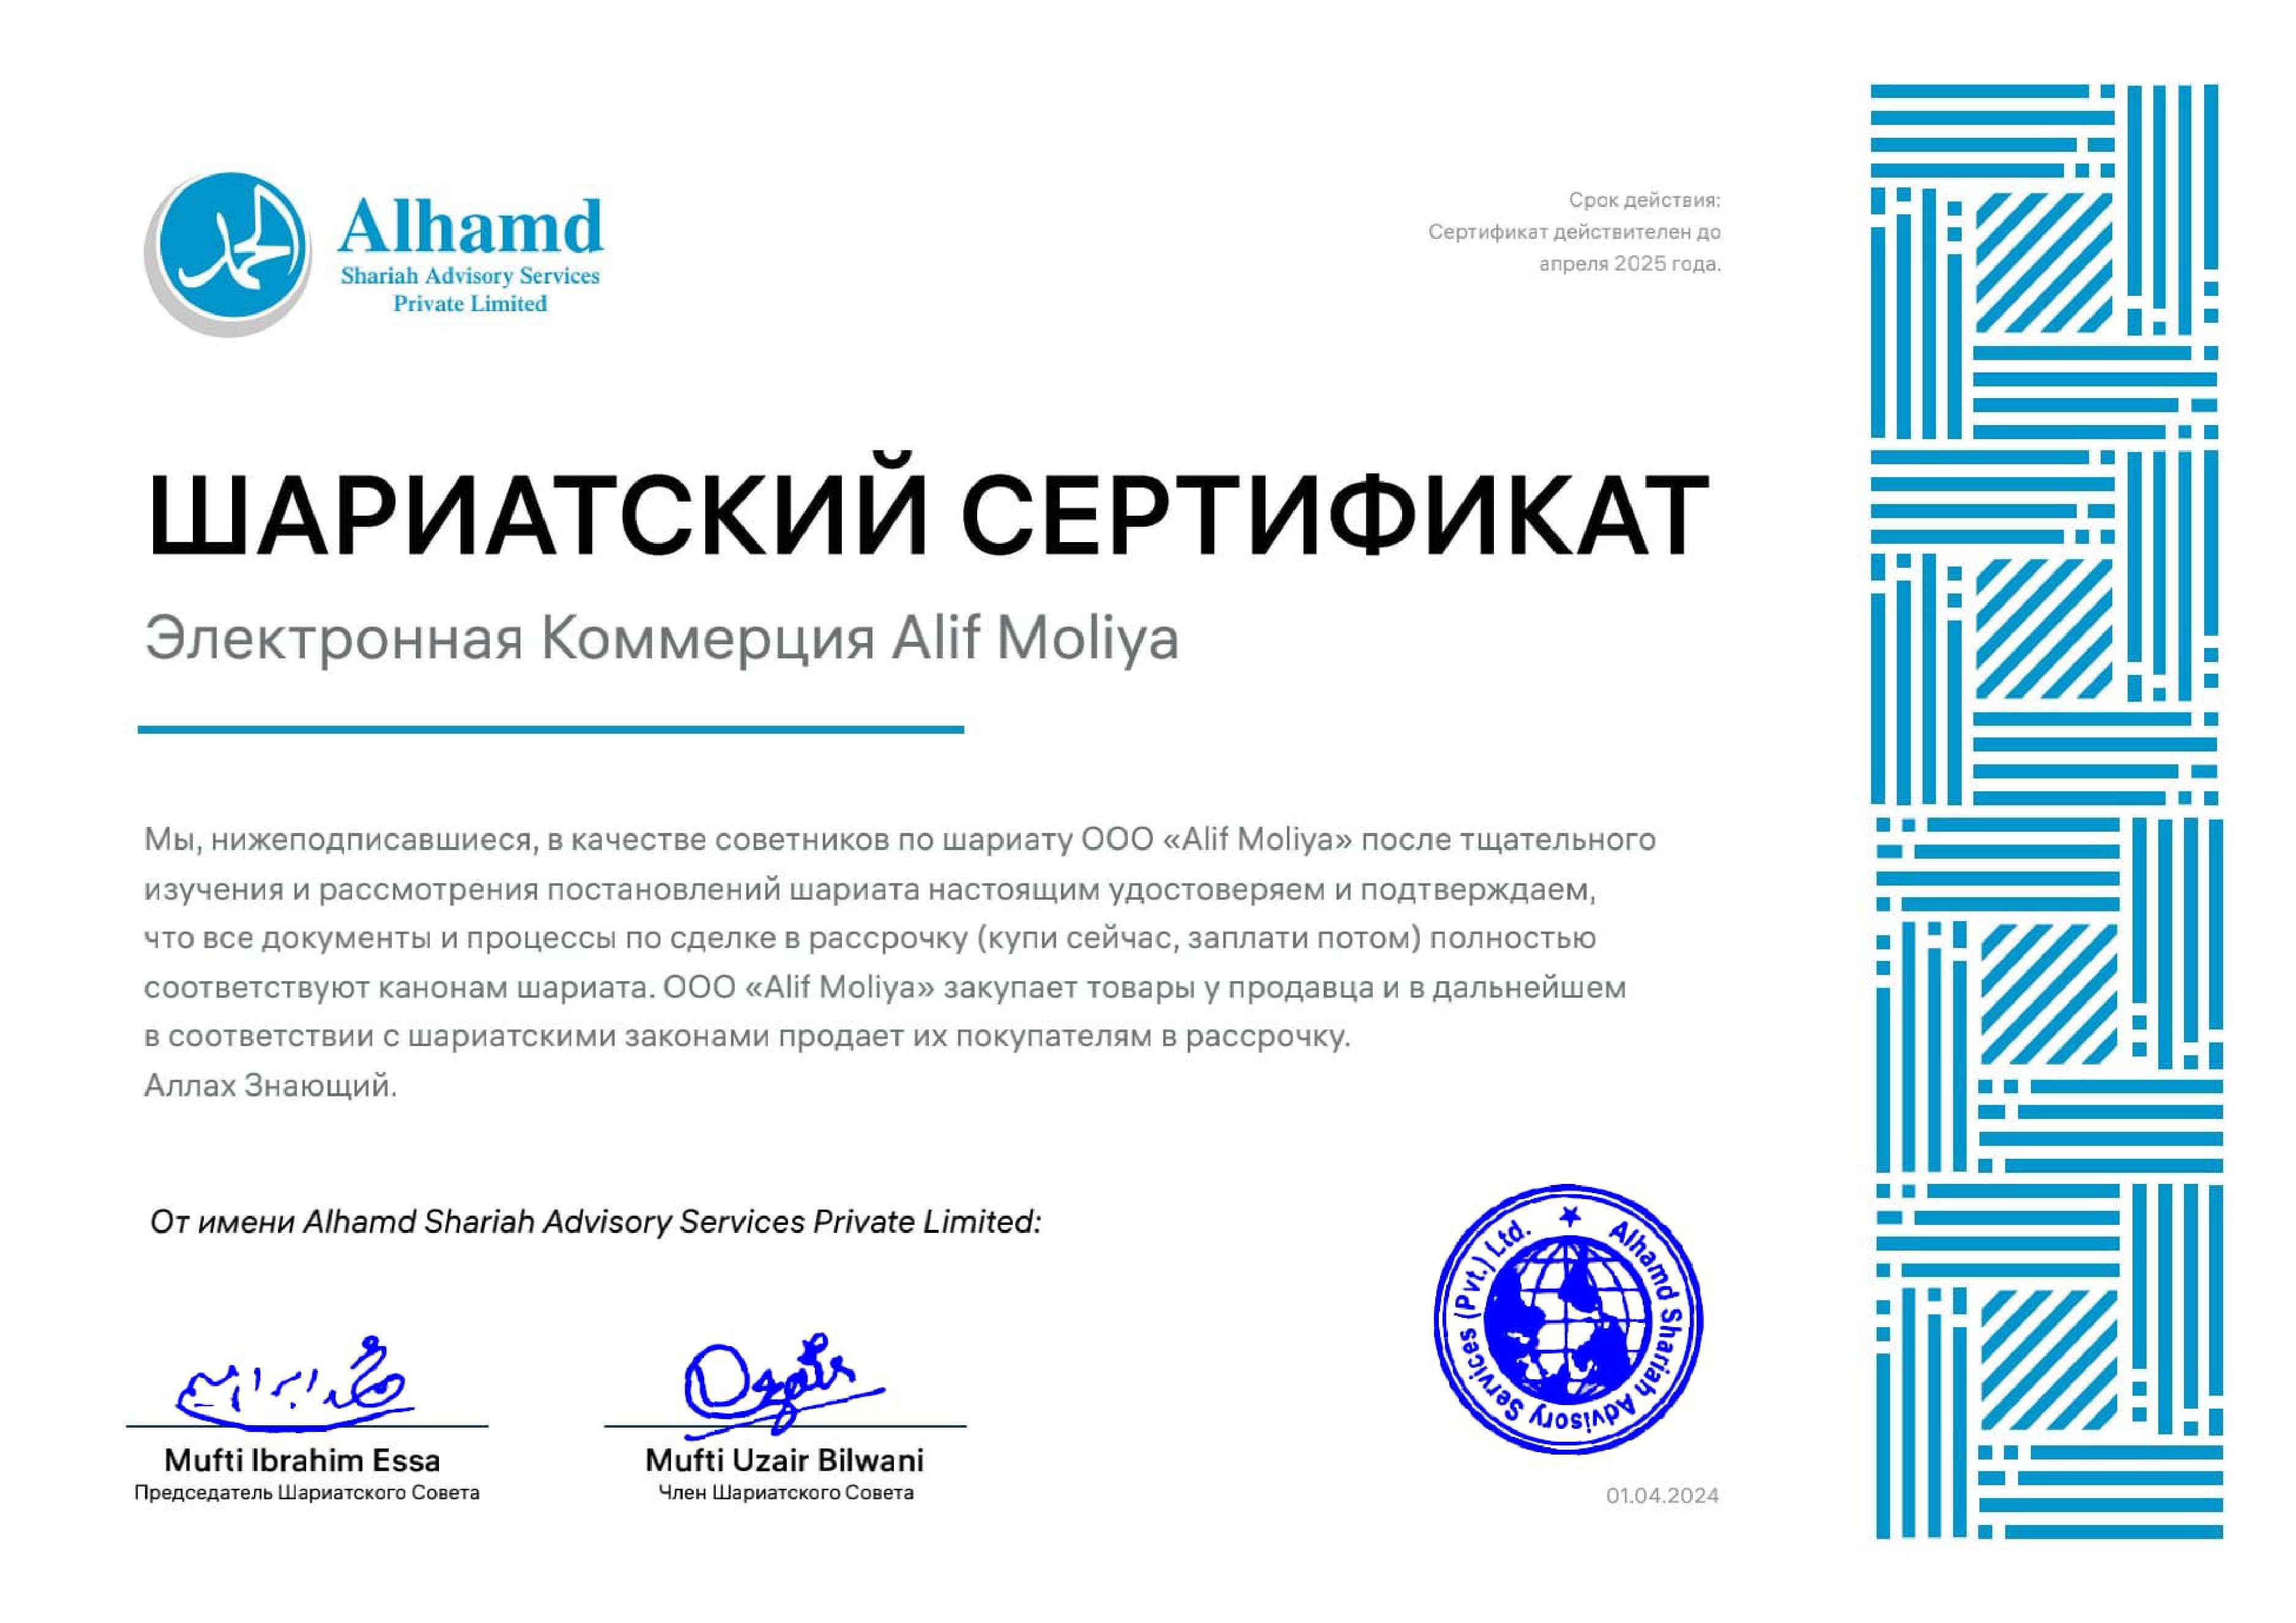 Alhamd
Shariah Advisory Services
Private Limited
Срок действия:
Сертификат действителен до
апреля 2025 года.
ШАРИАТСКИЙ СЕРТИФИКАТ
Электронная Коммерция Alif Moliya
Мы, нижеподписавшиеся, в качестве советников по шариату ООО «Alif Moliya» после тщательного
изучения и рассмотрения постановлений шариата настоящим удостоверяем и подтверждаем,
что все документы и процессы по сделке в рассрочку (купи сейчас, заплати потом) полностью
соответствуют канонам шариата. ООО «Alif Moliya» закупает товары у продавца и в дальнейшем
в соответствии с шариатскими законами продает их покупателям в рассрочку.
Аллах Знающий.
От имени Alhamd Shariah Advisory Services Private Limited:
Alhamd Shariah Advisory Services (Pvt.) Ltd.
Uzair
Mufti Ibrahim Essa
Председатель Шариатского Совета
Mufti Uzair Bilwani
Член Шариатского Совета
01.04.2024